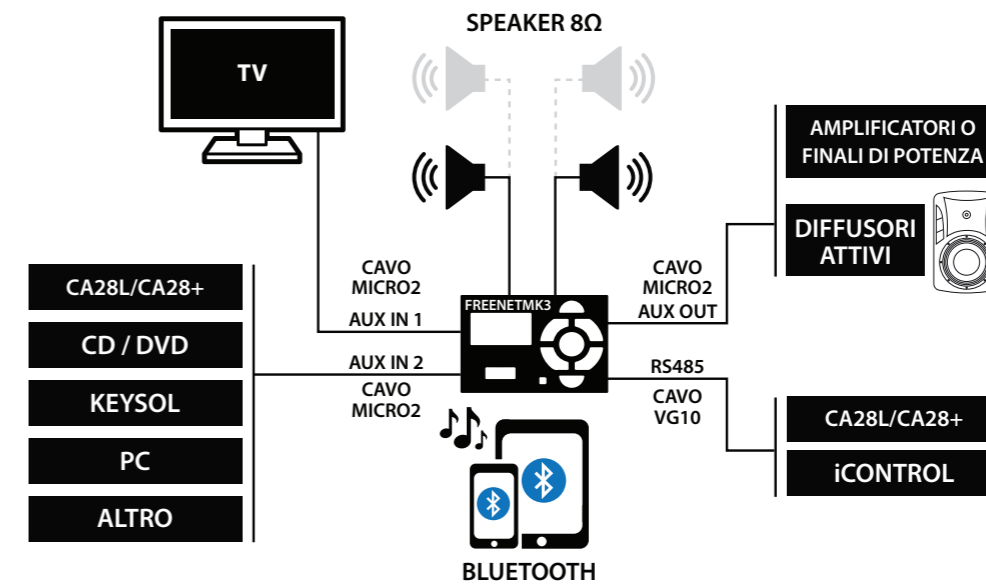 SPEAKER 8Ω
TV
AMPLIFICATORI O
FINALI DI POTENZA
DIFFUSORI
ATTIVI
CA28L/CA28+
CD / DVD
KEYSOL
PC
ALTRO
CAVO
MICRO2
AUX IN 1
AUX IN 2
CAVO
MICRO2
FREENETMK3
CAVO
MICRO2
AUX OUT
RS485
CAVO
VG10
CA28L/CA28+
iCONTROL
BLUETOOTH